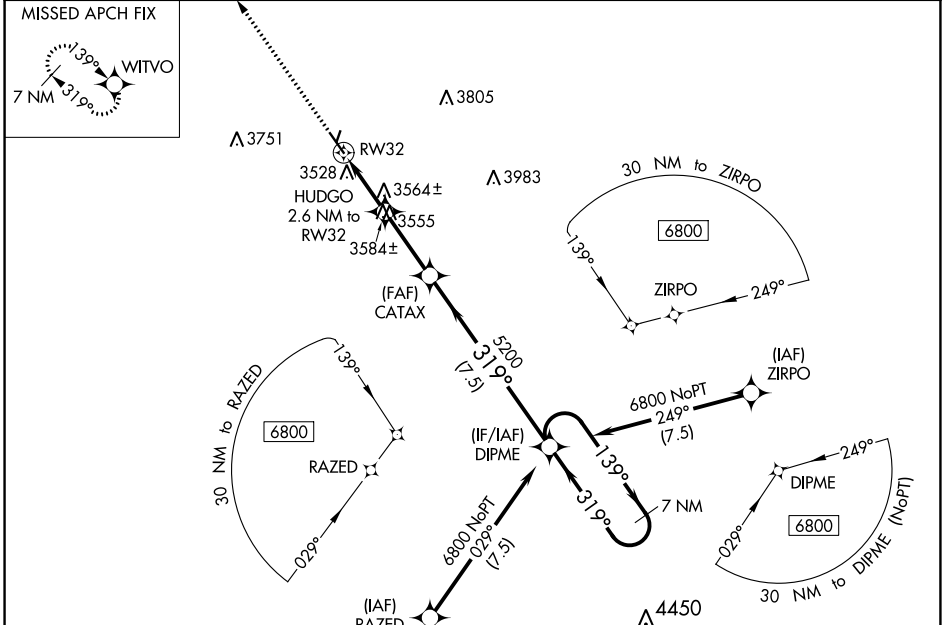 MISSED APCH FIX
139°
WITVO
7 NM
319°
3805
3751
RW32
3528
3983
HUDGO
2.6 NM to
RW32
3564±
3555
3584±
30 NM to ZIRPO
6800
139°
ZIRPO
249°
(FAF)
CATAX
5200
319°
(7.5)
(IAF)
ZIRPO
6800 NoPT
249°
(7.5)
30 NM to RAZED
139°
6800
RAZED
029°
(IF/IAF)
DIPME
139°
319°
7 NM
249°
DIPME
6800
029°
30 NM to DIPME (NoPT)
6800 NoPT
029°
(7.5)
(IAF)
RAZED
4450